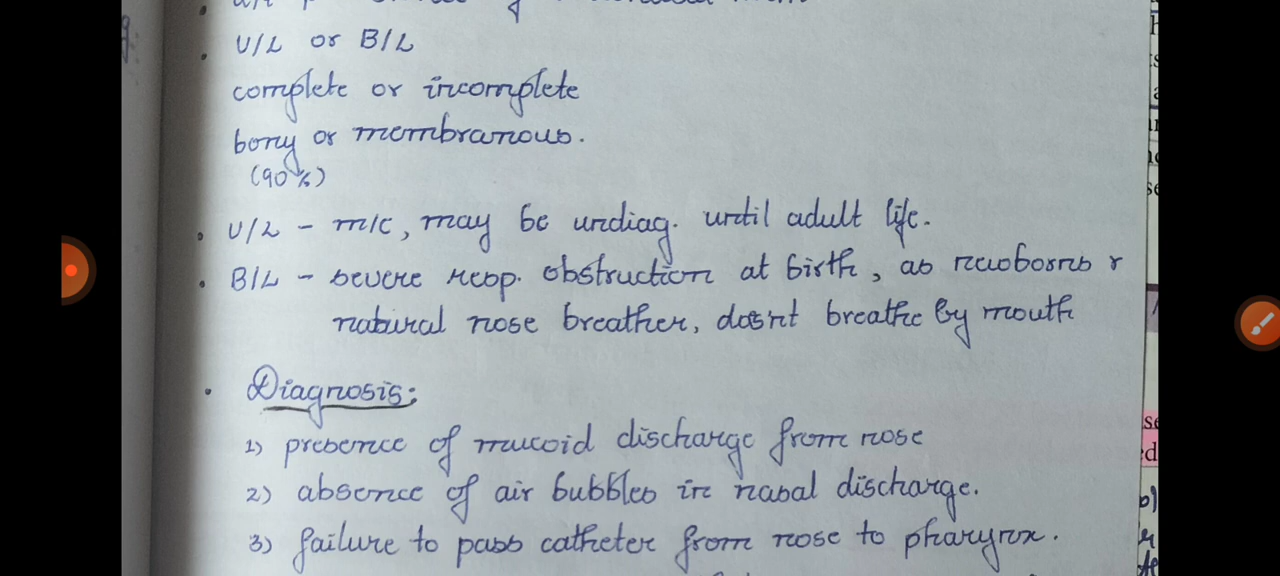 • U/L or B/L
complete or incomplete
bony or membranous.
(90%)
• U/L - m/c, may be undiag. until adult life.
• B/L - severe resp. obstruction at birth, as newborns r
natural nose breather, doesn't breathe by mouth
• Diagnosis:
1) presence of mucoid discharge from nose
2) absence of air bubbles in nasal discharge.
3) failure to pass catheter from nose to pharynx.